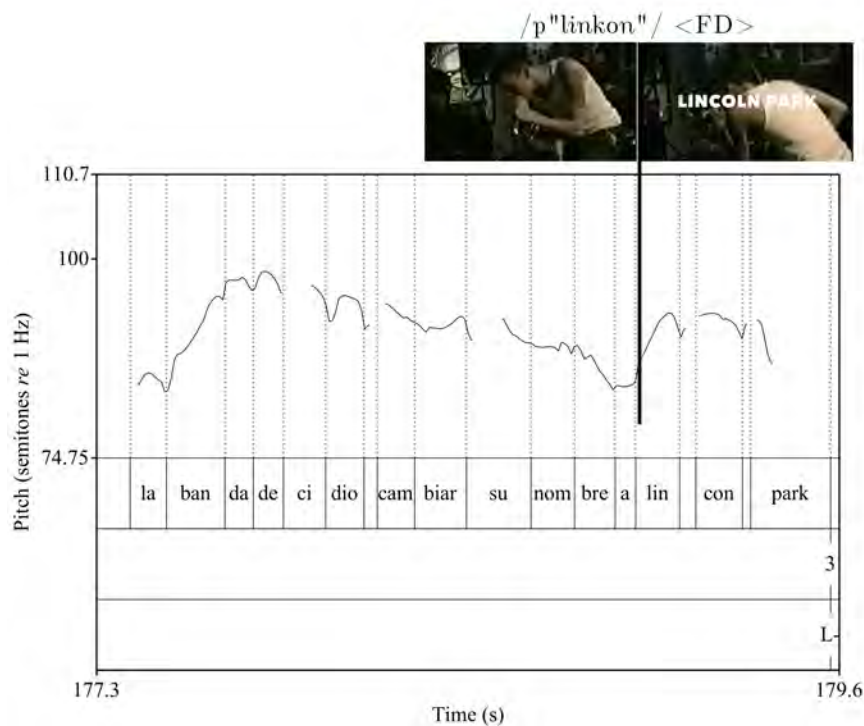 /p"linkon"/ <FD>
LINCOLN PARK
110.7
100
74.75
Pitch (semitones re 1 Hz)
la ban da de ci dio cam biar su nom bre a lin con park
3
L-
177.3 179.6
Time (s)